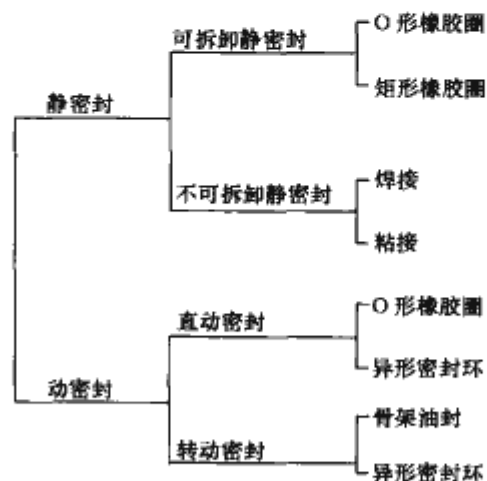 可拆卸静密封
O 形橡胶圈
矩形橡胶圈
静密封
不可拆卸静密封
焊接
粘接
直动密封
O 形橡胶圈
异形密封环
动密封
骨架油封
转动密封
异形密封环